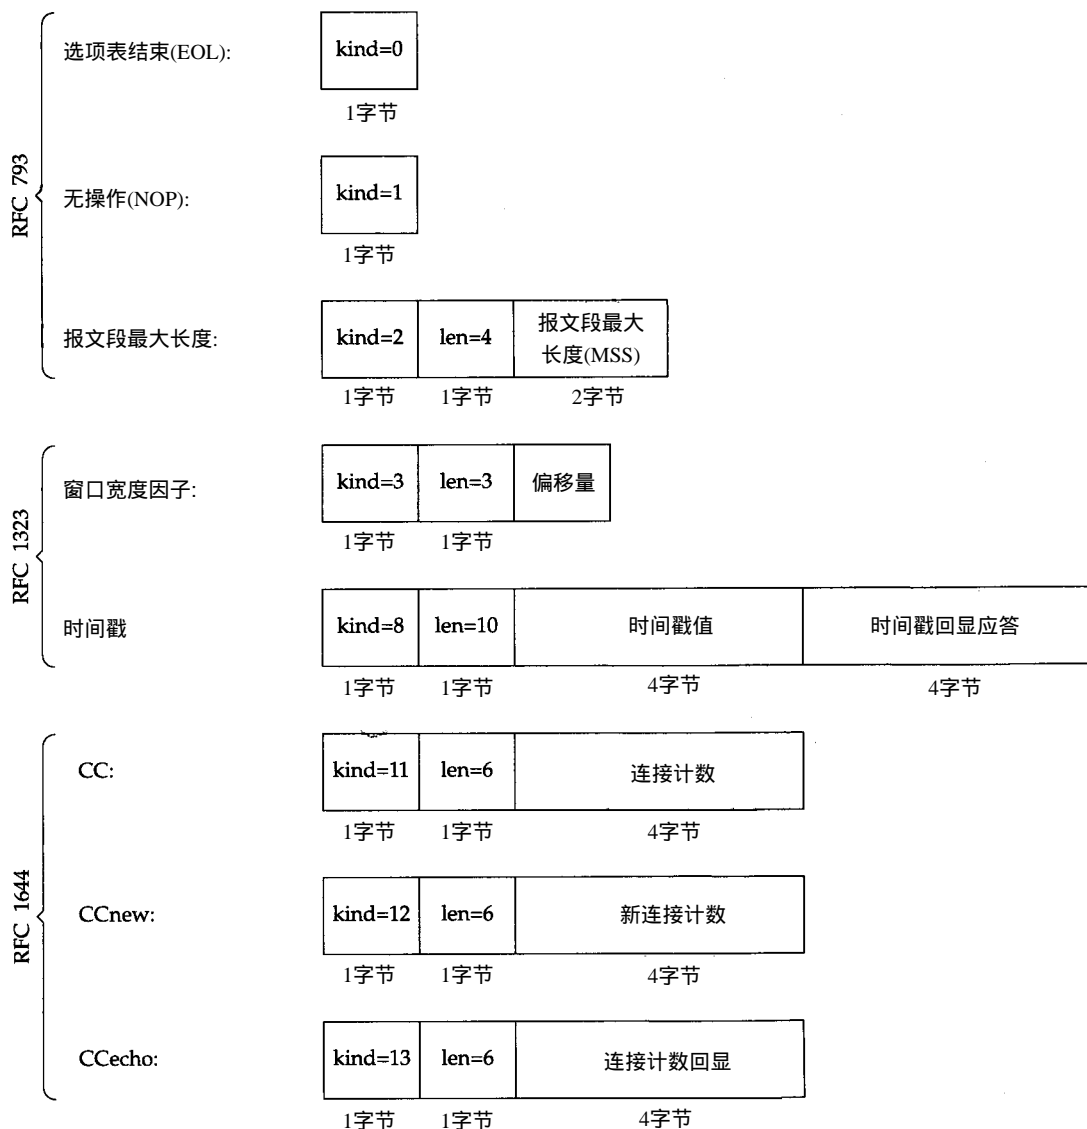 RFC 793
选项表结束(EOL):
kind=0
1字节
无操作(NOP):
kind=1
1字节
报文段最大长度:
kind=2 len=4 报文段最大
长度(MSS)
1字节 1字节 2字节
RFC 1323
窗口宽度因子:
kind=3 len=3 偏移量
1字节 1字节
时间戳
kind=8 len=10 时间戳值 时间戳回显应答
1字节 1字节 4字节 4字节
RFC 1644
CC:
kind=11 len=6 连接计数
1字节 1字节 4字节
CCnew:
kind=12 len=6 新连接计数
1字节 1字节 4字节
CCecho:
kind=13 len=6 连接计数回显
1字节 1字节 4字节